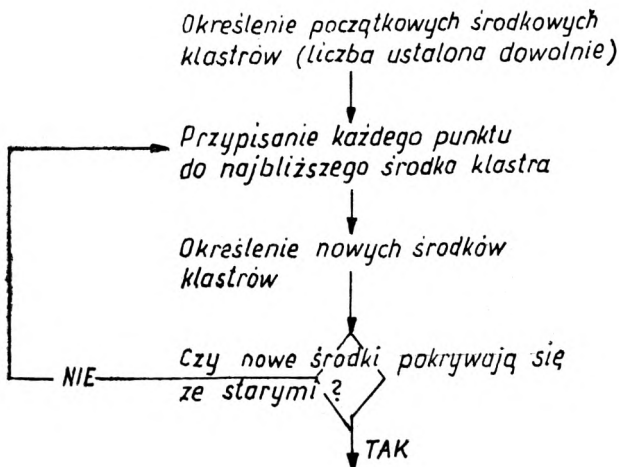 Określenie początkowych środkowych
klastrów (liczba ustalona dowolnie)
Przypisanie każdego punktu
do najbliższego środka klastra
Określenie nowych środków
klastrów
Czy nowe środki pokrywają się
ze starymi ?
NIE
TAK